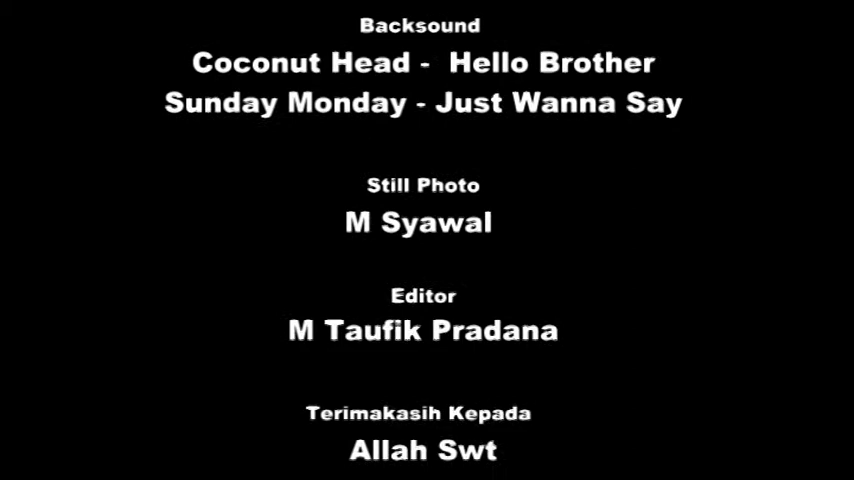 Backsound
Coconut Head - Hello Brother
Sunday Monday - Just Wanna Say
Still Photo
M Syawal
Editor
M Taufik Pradana
Terimakasih Kepada
Allah Swt